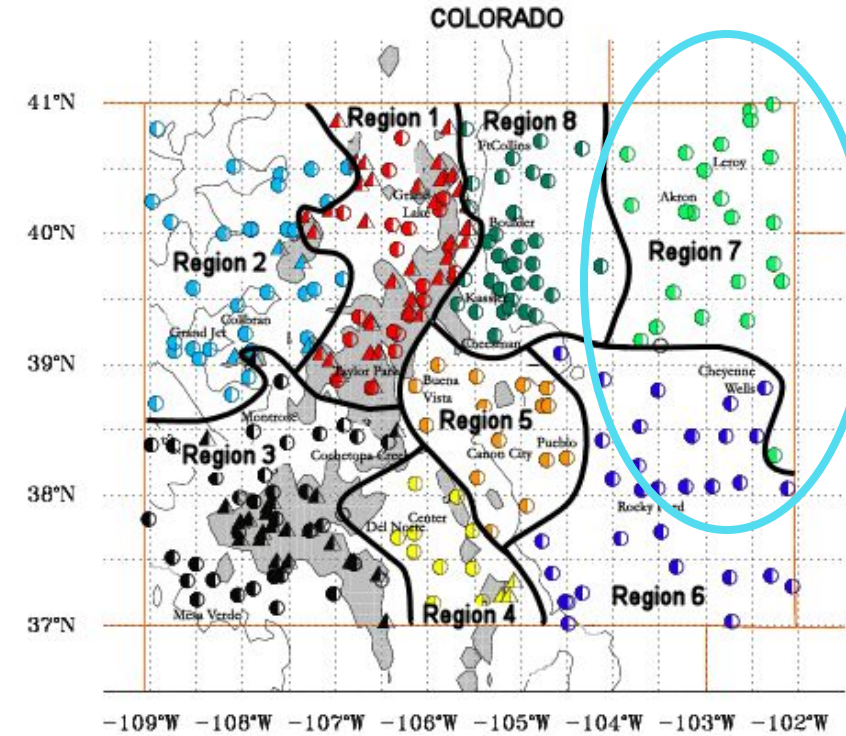 COLORADO
41°N
Region 1
Region 8
FtCollins
Leroy
Grand
Lake
Akron
40°N
Boulder
Region 7
Region 2
Kassler
Collbran
Grand Jct
Cheesman
39°N
Taylor Park
Buena
Vista
Cheyenne
Wells
Montrose
Region 5
Region 3
Cochetopa Creek
Canon City
Pueblo
38°N
Rocky Ford
Del Norte
Center
Mesa Verde
Region 4
Region 6
37°N
-109°W -108°W -107°W -106°W -105°W -104°W -103°W -102°W